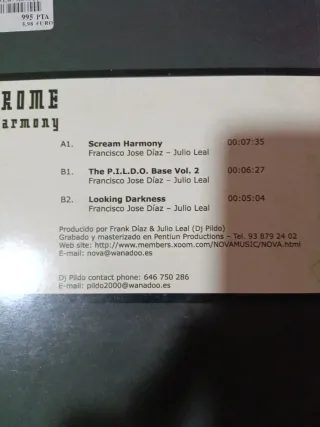 995 PTA
5,98 EURO
ROME
armony
A1. Scream Harmony 00:07:35
Francisco Jose Díaz – Julio Leal
B1. The P.I.L.D.O. Base Vol. 2 00:06:27
Francisco Jose Díaz – Julio Leal
B2. Looking Darkness 00:05:04
Francisco Jose Díaz – Julio Leal
Producido por Frank Díaz & Julio Leal (Dj Pildo)
Grabado y masterizado en Pentiun Productions – Tel. 93 879 24 02
Web site: http://www.members.xoom.com/NOVAMUSIC/NOVA.html
E-mail: nova@wanadoo.es
Dj Pildo contact phone: 646 750 286
E-mail: pildo2000@wanadoo.es